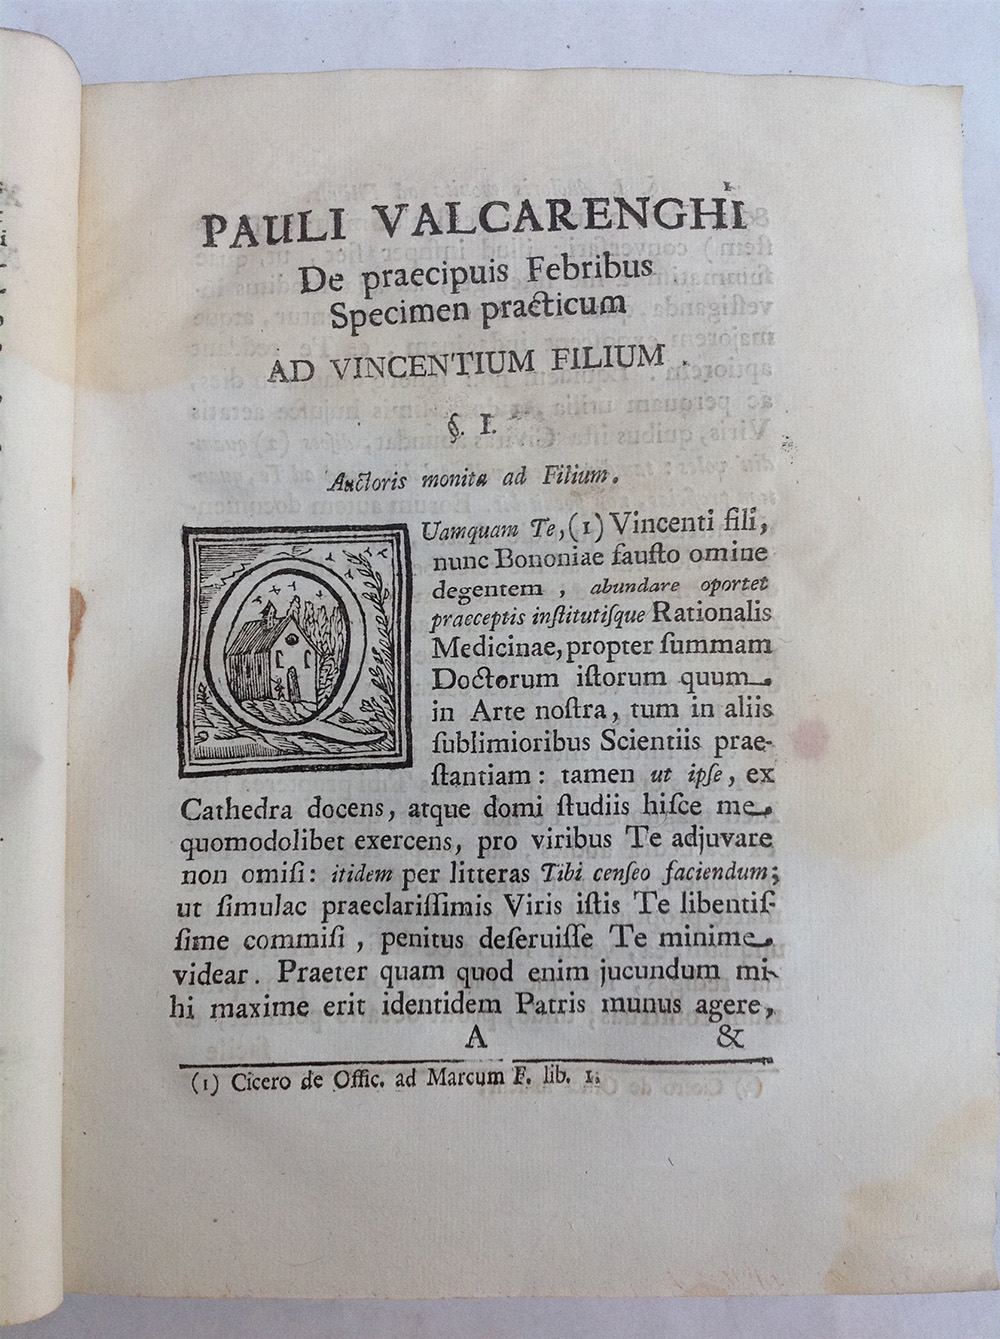 PAULI VALCARENGHI
De praecipuis Febribus
Specimen practicum
AD VINCENTIUM FILIUM.
§. I.
Auctoris monita ad Filium.
QUamquam Te, (1) Vincenti fili,
nunc Bononiae fauſto omine
degentem, abundare oportet
praeceptis inſtitutiſque Rationalis
Medicinae, propter ſummam
Doctorum iſtorum quum
in Arte noſtra, tum in aliis
ſublimioribus Scientiis prae-
ſtantiam: tamen ut ipſe, ex
Cathedra docens, atque domi ſtudiis hiſce me
quomodolibet exercens, pro viribus Te adjuvare
non omiſi: itidem per litteras Tibi cenſeo faciendum;
ut ſimulac praeclariſſimis Viris iſtis Te libentiſ-
ſime commiſi, penitus deſeruiſſe Te minime
videar. Praeter quam quod enim jucundum mi-
hi maxime erit identidem Patris munus agere,
A &
(1) Cicero de Offic. ad Marcum F. lib. 1.